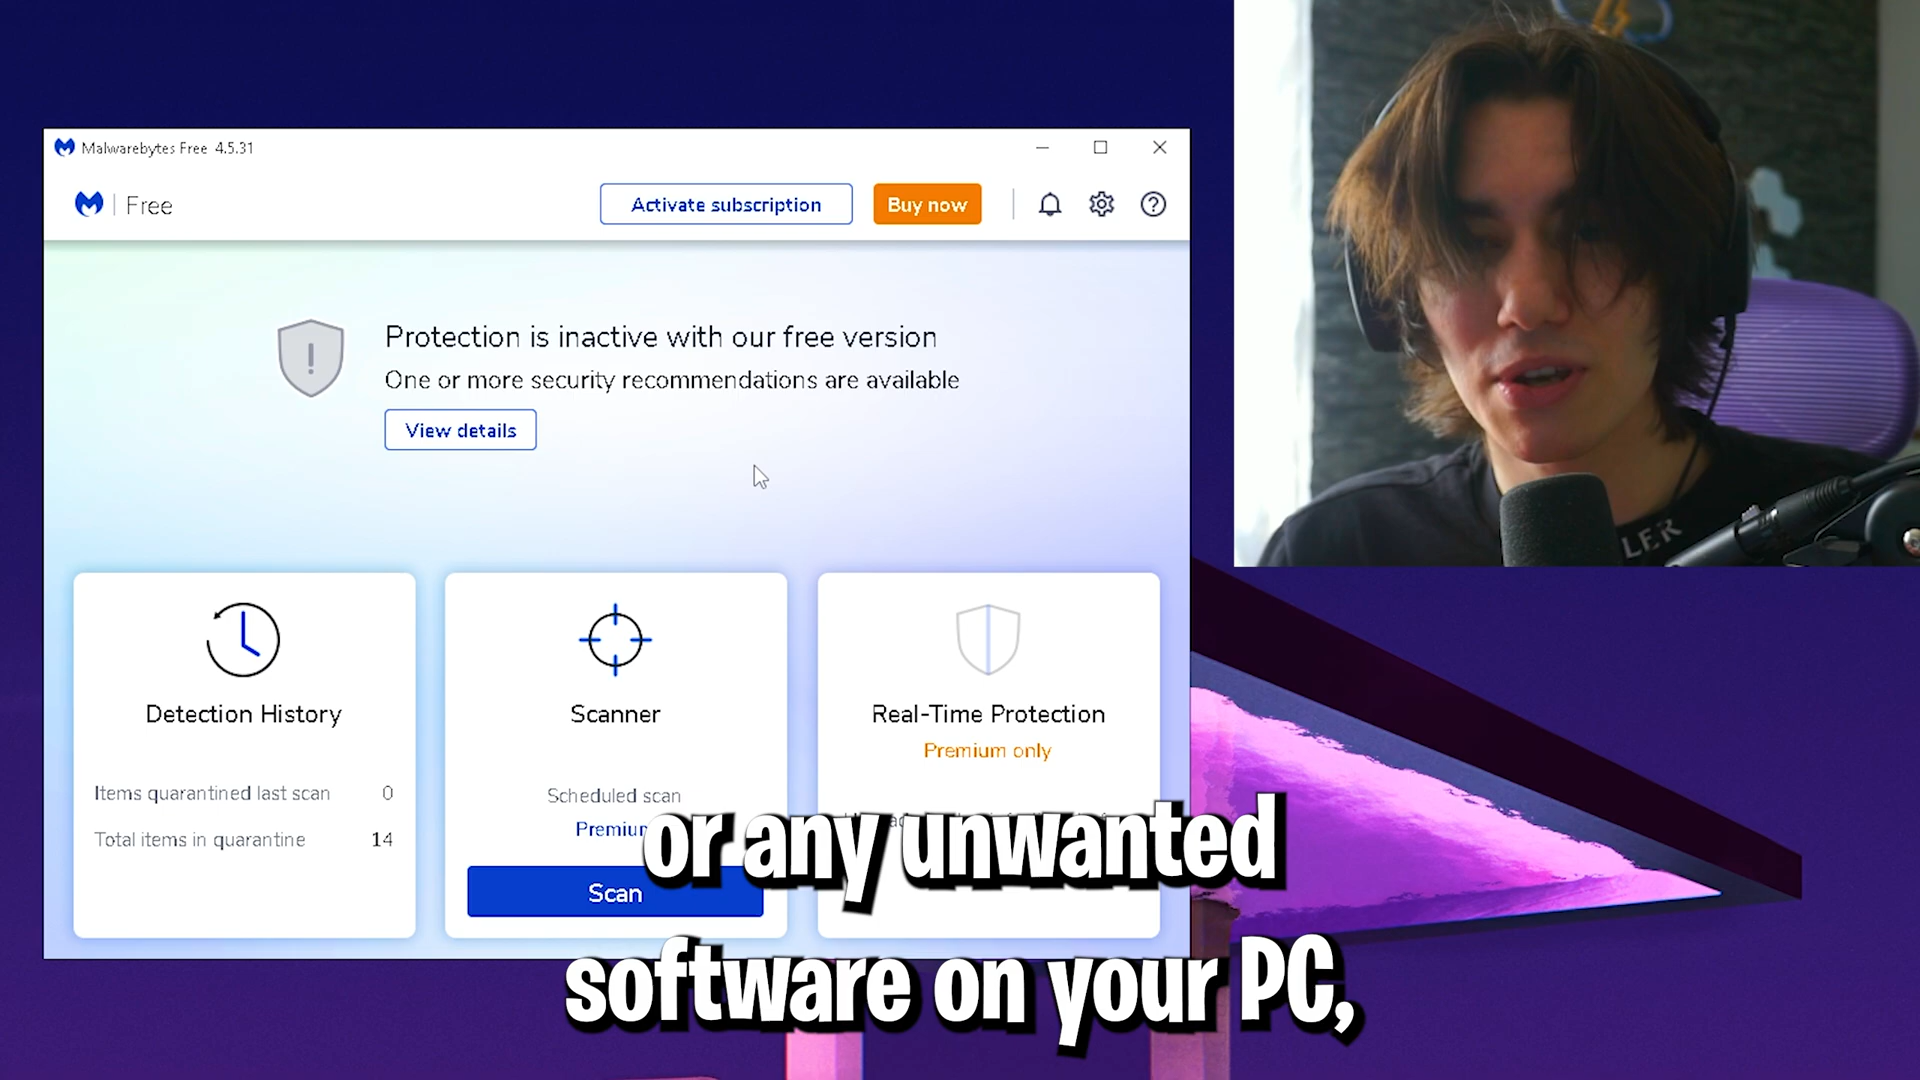 Malwarebytes Free 4.5.31
Free
Activate subscription
Buy now
Protection is inactive with our free version
One or more security recommendations are available
View details
Detection History
Items quarantined last scan 0
Total items in quarantine 14
Scanner
Scheduled scan
Scan
Real-Time Protection
Premium only
or any unwanted
software on your PC,